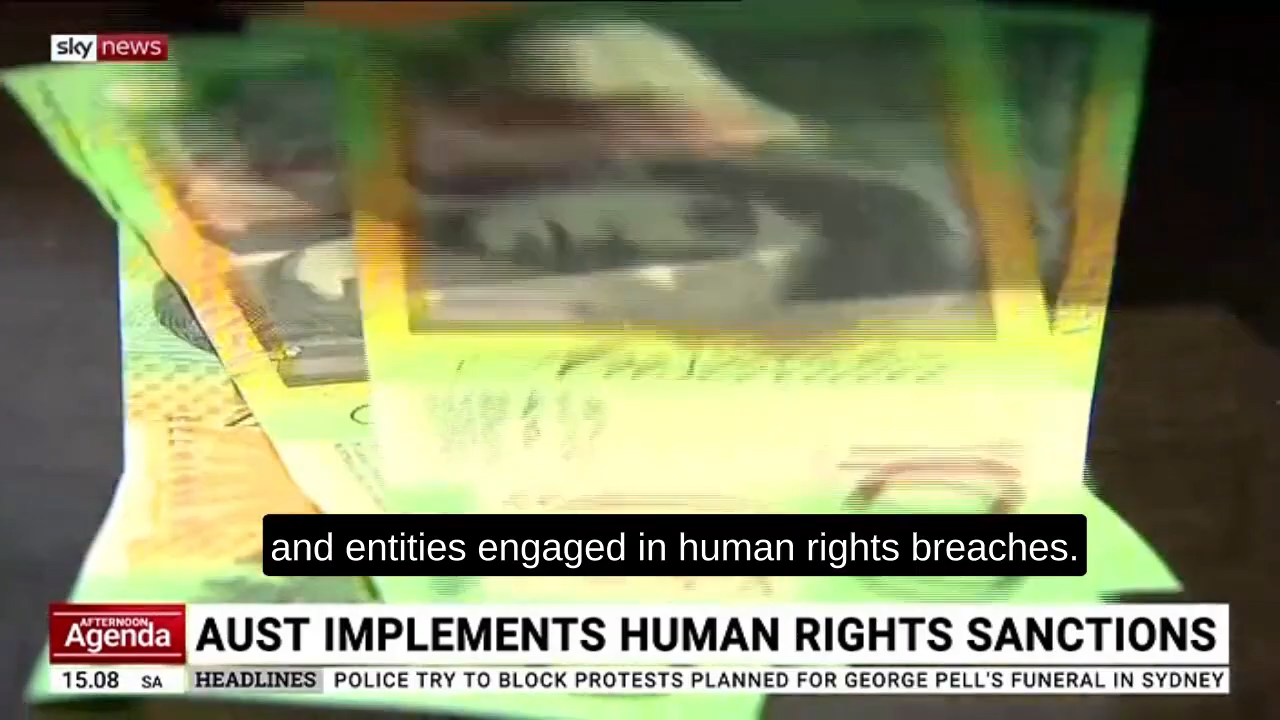 sky news
and entities engaged in human rights breaches.
AFTERNOON
Agenda
AUST IMPLEMENTS HUMAN RIGHTS SANCTIONS
15.08 SA
HEADLINES POLICE TRY TO BLOCK PROTESTS PLANNED FOR GEORGE PELL'S FUNERAL IN SYDNEY